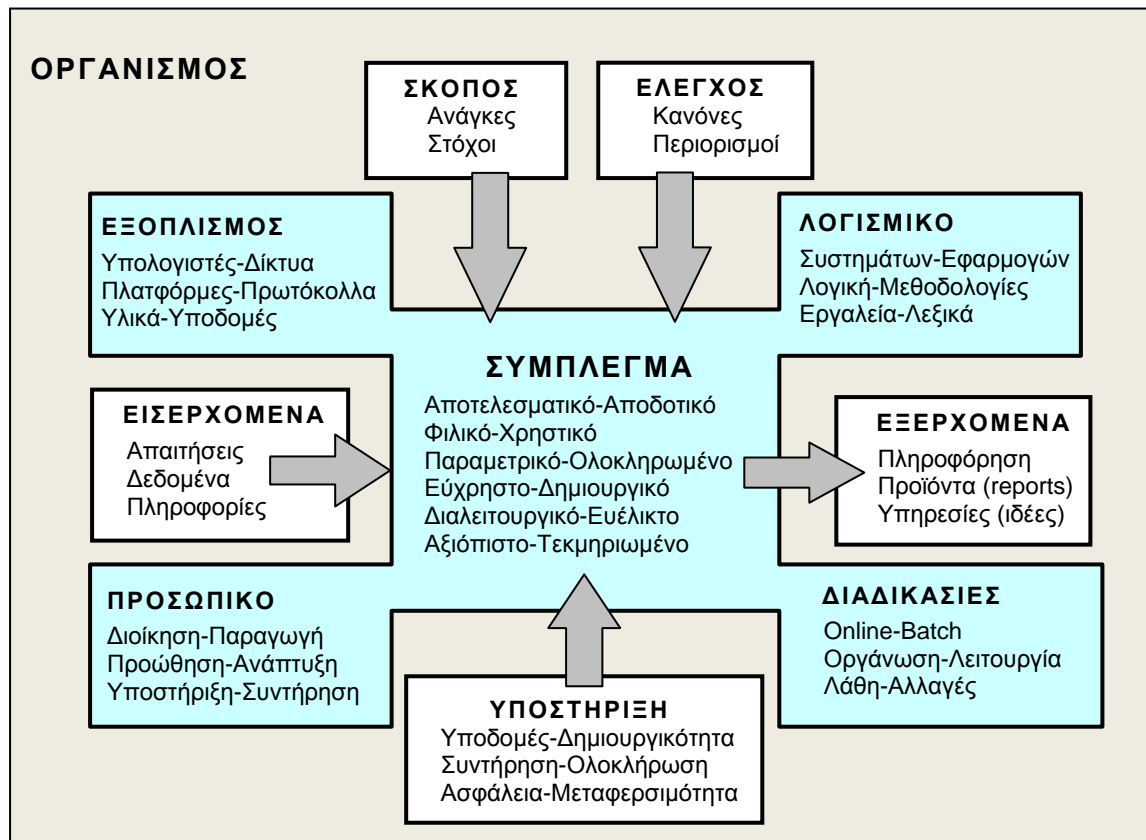 ΟΡΓΑΝΙΣΜΟΣ
ΣΚΟΠΟΣ
Ανάγκες
Στόχοι
ΕΛΕΓΧΟΣ
Κανόνες
Περιορισμοί
ΕΞΟΠΛΙΣΜΟΣ
Υπολογιστές-Δίκτυα
Πλατφόρμες-Πρωτόκολλα
Υλικά-Υποδομές
ΛΟΓΙΣΜΙΚΟ
Συστημάτων-Εφαρμογών
Λογική-Μεθοδολογίες
Εργαλεία-Λεξικά
ΕΙΣΕΡΧΟΜΕΝΑ
Απαιτήσεις
Δεδομένα
Πληροφορίες
ΣΥΜΠΛΕΓΜΑ
Αποτελεσματικό-Αποδοτικό
Φιλικό-Χρηστικό
Παραμετρικό-Ολοκληρωμένο
Εύχρηστο-Δημιουργικό
Διαλειτουργικό-Ευέλικτο
Αξιόπιστο-Τεκμηριωμένο
ΕΞΕΡΧΟΜΕΝΑ
Πληροφόρηση
Προϊόντα (reports)
Υπηρεσίες (ιδέες)
ΠΡΟΣΩΠΙΚΟ
Διοίκηση-Παραγωγή
Προώθηση-Ανάπτυξη
Υποστήριξη-Συντήρηση
ΥΠΟΣΤΗΡΙΞΗ
Υποδομές-Δημιουργικότητα
Συντήρηση-Ολοκλήρωση
Ασφάλεια-Μεταφερσιμότητα
ΔΙΑΔΙΚΑΣΙΕΣ
Online-Batch
Οργάνωση-Λειτουργία
Λάθη-Αλλαγές